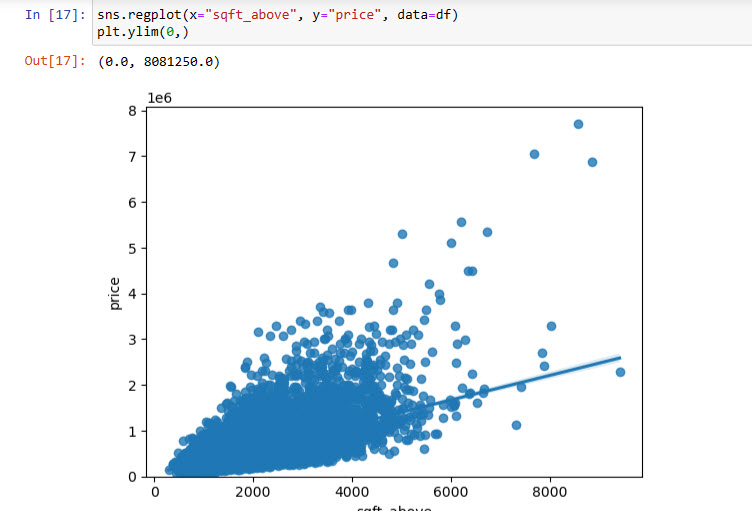 In [17]: sns.regplot(x="sqft_above", y="price", data=df)
plt.ylim(0,)
Out[17]: (0.0, 8081250.0)
1e6
8
7
6
5
4
3
2
1
0
price
0 2000 4000 6000 8000
sqft_above